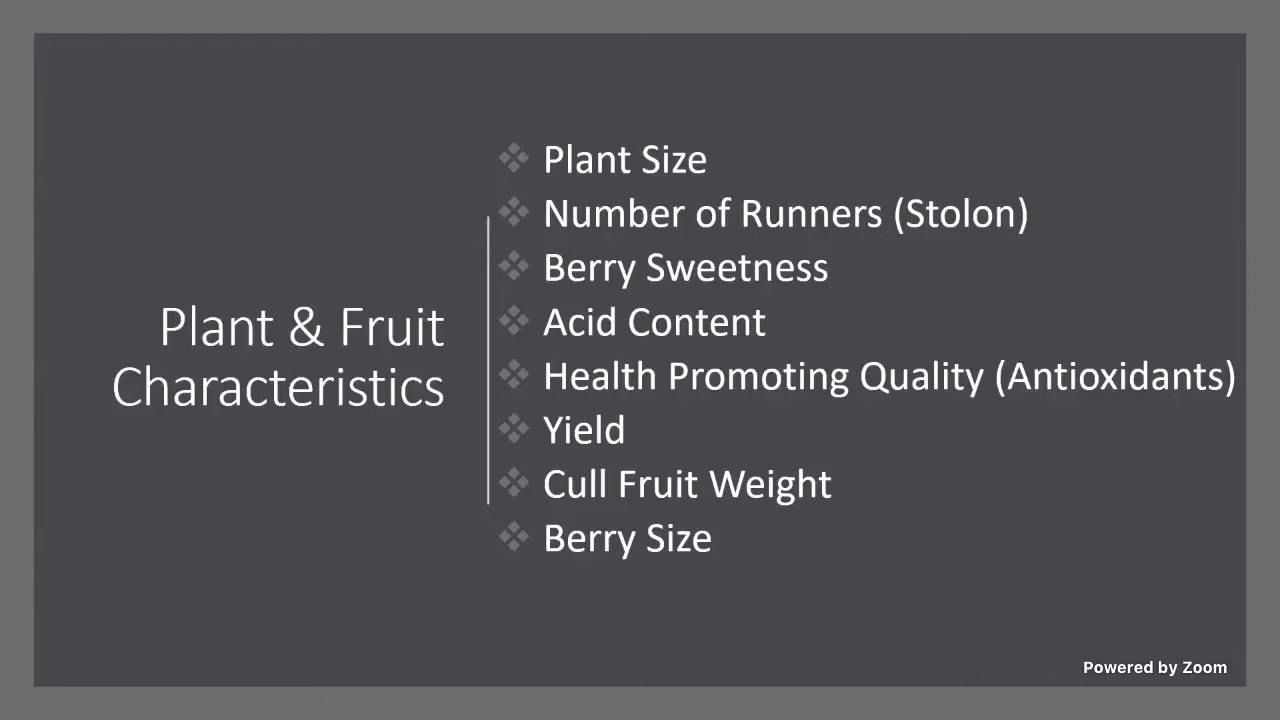 Plant & Fruit
Characteristics
Plant Size
Number of Runners (Stolon)
Berry Sweetness
Acid Content
Health Promoting Quality (Antioxidants)
Yield
Cull Fruit Weight
Berry Size
Powered by Zoom